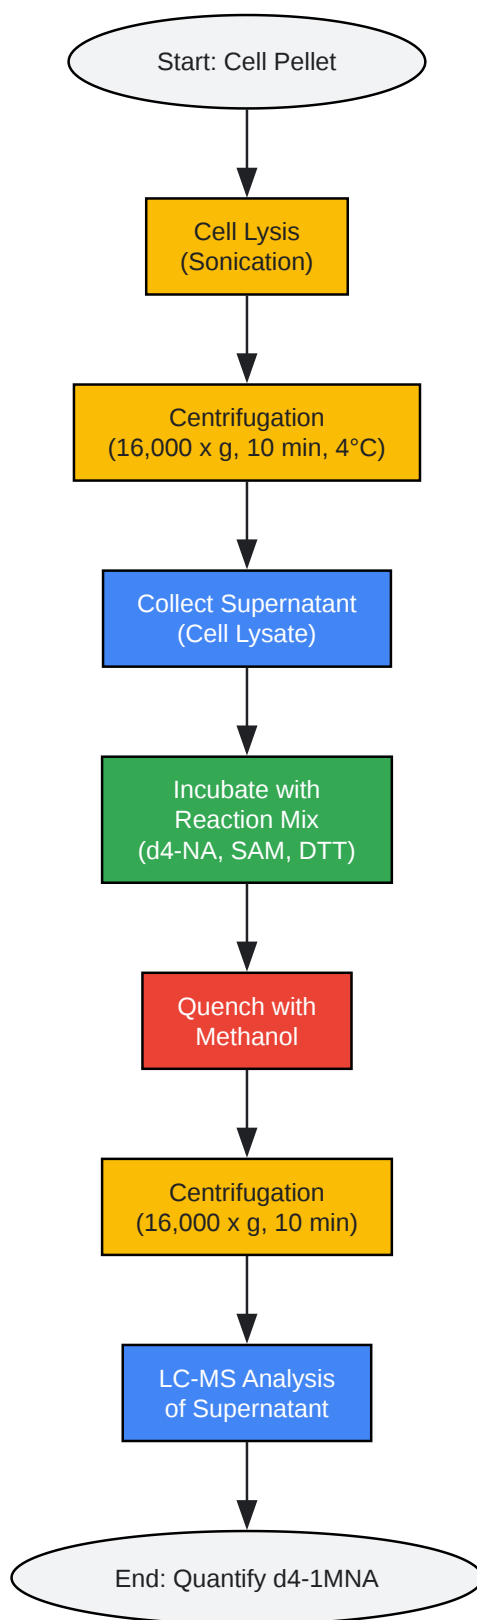 Start: Cell Pellet
Cell Lysis
(Sonication)
Centrifugation
(16,000 x g, 10 min, 4°C)
Collect Supernatant
(Cell Lysate)
Incubate with
Reaction Mix
(d4-NA, SAM, DTT)
Quench with
Methanol
Centrifugation
(16,000 x g, 10 min)
LC-MS Analysis
of Supernatant
End: Quantify d4-1MNA